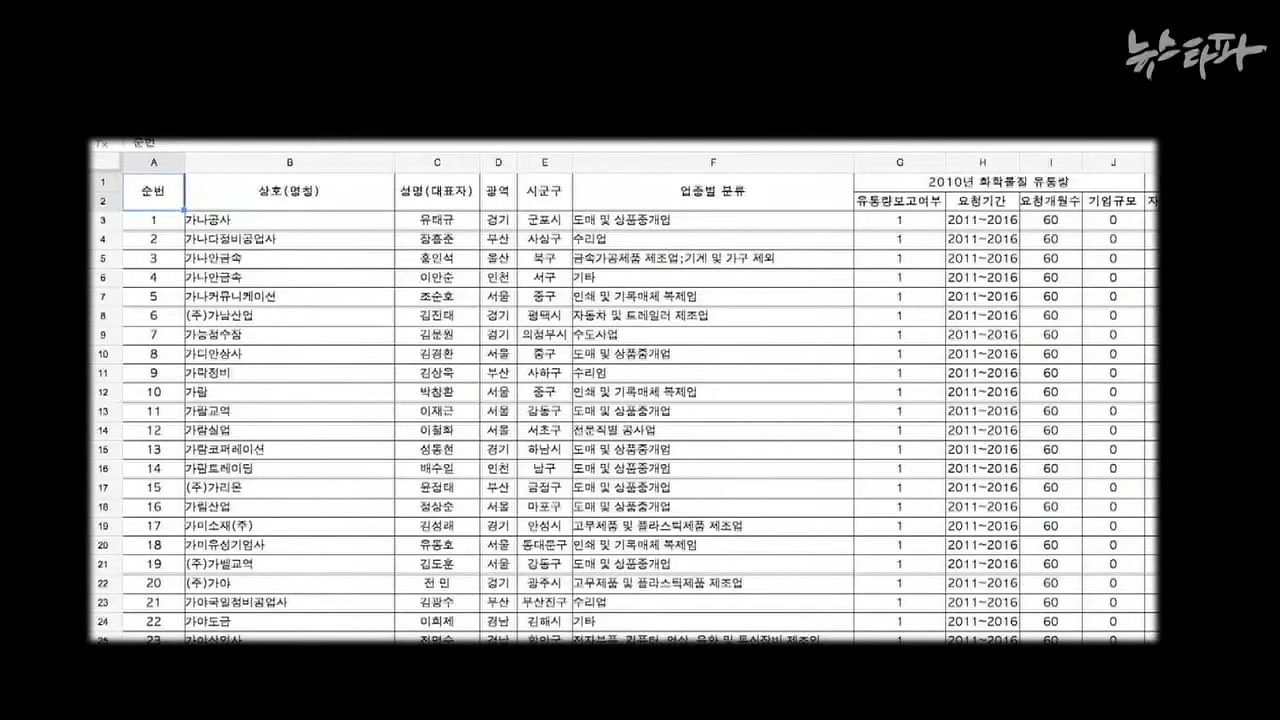 뉴스타파
순번
A B C D E F G H I J
1 순번 상호(명칭) 성명(대표자) 광역 시군구 업종별 분류 2010년 화학물질 유통량
2 유통량보고여부 요청기간 요청개월수 기업규모
3 1 가나공사 유태규 경기 군포시 도매 및 상품중개업 1 2011~2016 60 0
4 2 가나다정비공업사 장흥준 부산 사상구 수리업 1 2011~2016 60 0
5 3 가나안금속 홍인석 울산 북구 금속가공제품 제조업;기계 및 가구 제외 1 2011~2016 60 0
6 4 가나안금속 이안순 인천 서구 기타 1 2011~2016 60 0
7 5 가나커뮤니케이션 조순호 서울 중구 인쇄 및 기록매체 복제업 1 2011~2016 60 0
8 6 (주)가남산업 김진태 경기 평택시 자동차 및 트레일러 제조업 1 2011~2016 60 0
9 7 가능정수장 김문원 경기 의정부시 수도사업 1 2011~2016 60 0
10 8 가디안상사 김경환 서울 중구 도매 및 상품중개업 1 2011~2016 60 0
11 9 가락정비 김상욱 부산 사하구 수리업 1 2011~2016 60 0
12 10 가람 박창환 서울 중구 인쇄 및 기록매체 복제업 1 2011~2016 60 0
13 11 가람교역 이재근 서울 강동구 도매 및 상품중개업 1 2011~2016 60 0
14 12 가람실업 이철화 서울 서초구 전문직별 공사업 1 2011~2016 60 0
15 13 가람코퍼레이션 성동현 경기 하남시 도매 및 상품중개업 1 2011~2016 60 0
16 14 가람트레이딩 배수일 인천 남구 도매 및 상품중개업 1 2011~2016 60 0
17 15 (주)가리몬 윤정태 부산 금정구 도매 및 상품중개업 1 2011~2016 60 0
18 16 가림산업 정상순 서울 마포구 도매 및 상품중개업 1 2011~2016 60 0
19 17 가미소재(주) 김성래 경기 안성시 고무제품 및 플라스틱제품 제조업 1 2011~2016 60 0
20 18 가미유성기업사 유동호 서울 동대문구 인쇄 및 기록매체 복제업 1 2011~2016 60 0
21 19 (주)가벨교역 김도훈 서울 강동구 도매 및 상품중개업 1 2011~2016 60 0
22 20 (주)가야 전 민 경기 광주시 고무제품 및 플라스틱제품 제조업 1 2011~2016 60 0
23 21 가야국일정비공업사 김광수 부산 부산진구 수리업 1 2011~2016 60 0
24 22 가야도금 이희제 경남 김해시 기타 1 2011~2016 60 0
25 23 경남 함안군 전자부품, 컴퓨터, 영상, 음향 및 통신장비 제조업 1 2011~2016 60 0